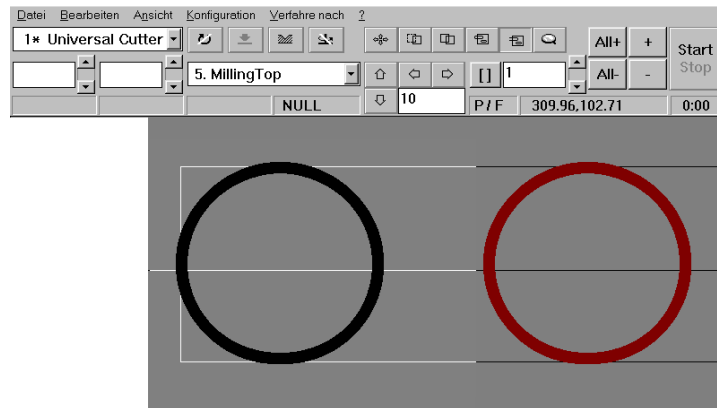 Datei Bearbeiten Ansicht Konfiguration Verfahre nach ?
1* Universal Cutter All+ + Start
5. MillingTop [] 1 All- - Stop
NULL 10 P/F 309.96,102.71 0:00